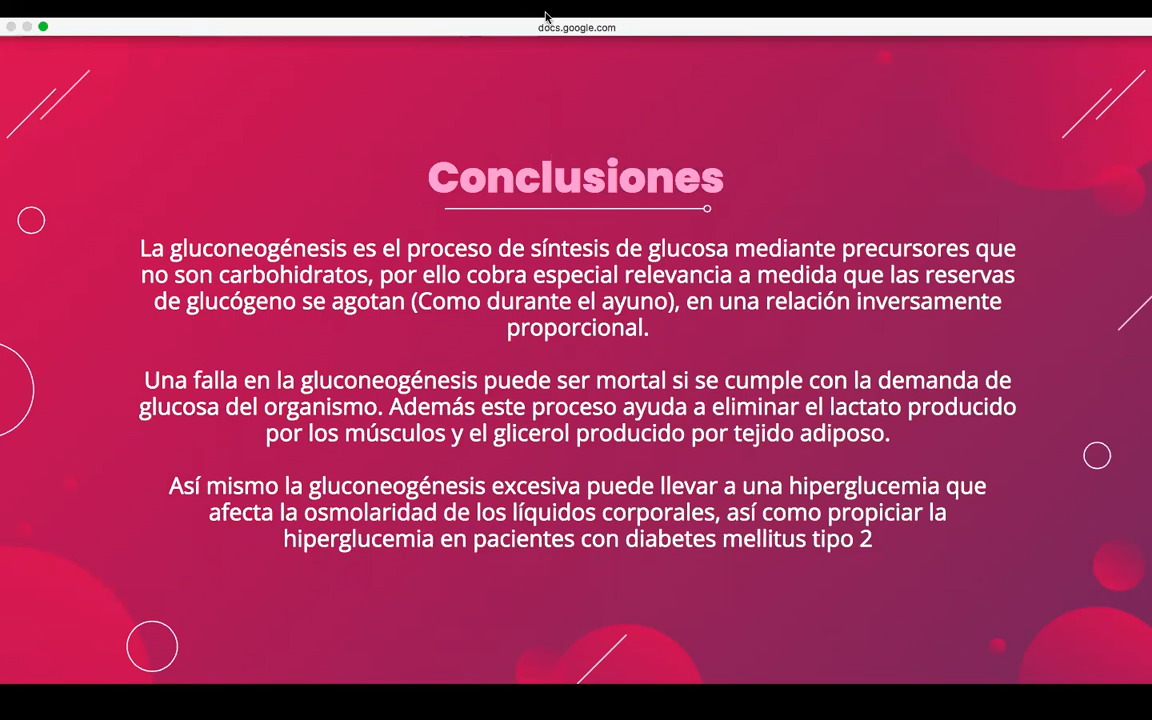 docs.google.com
Conclusiones
La gluconeogénesis es el proceso de síntesis de glucosa mediante precursores que
no son carbohidratos, por ello cobra especial relevancia a medida que las reservas
de glucógeno se agotan (Como durante el ayuno), en una relación inversamente
proporcional.
Una falla en la gluconeogénesis puede ser mortal si se cumple con la demanda de
glucosa del organismo. Además este proceso ayuda a eliminar el lactato producido
por los músculos y el glicerol producido por tejido adiposo.
Así mismo la gluconeogénesis excesiva puede llevar a una hiperglucemia que
afecta la osmolaridad de los líquidos corporales, así como propiciar la
hiperglucemia en pacientes con diabetes mellitus tipo 2